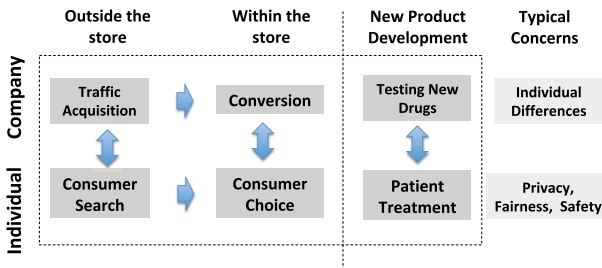 Outside the
store
Within the
store
New Product
Development
Typical
Concerns
Company
Traffic
Acquisition
Conversion
Testing New
Drugs
Individual
Differences
Individual
Consumer
Search
Consumer
Choice
Patient
Treatment
Privacy,
Fairness, Safety